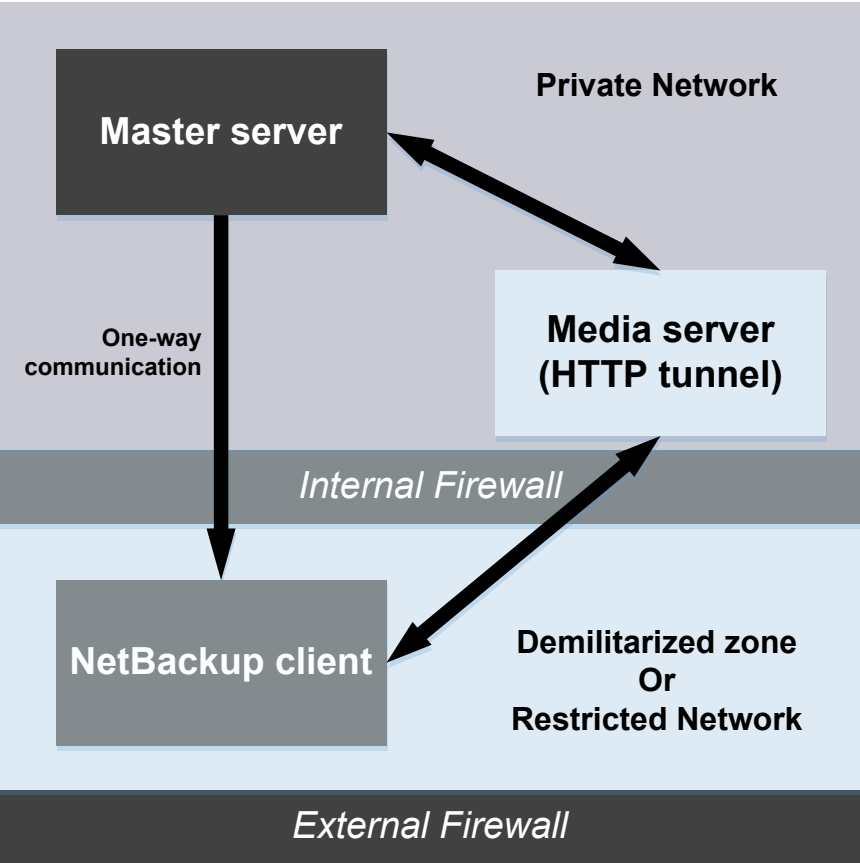 Private Network
Master server
One-way
communication
Media server
(HTTP tunnel)
Internal Firewall
NetBackup client
Demilitarized zone
Or
Restricted Network
External Firewall